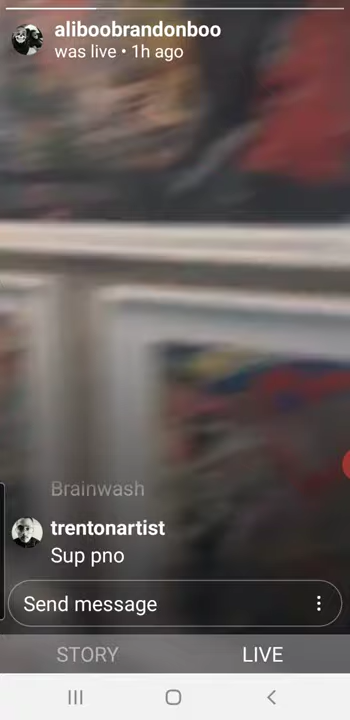 aliboobrandonboo
was live • 1h ago
Brainwash
trentonartist
Sup pno
Send message
STORY
LIVE